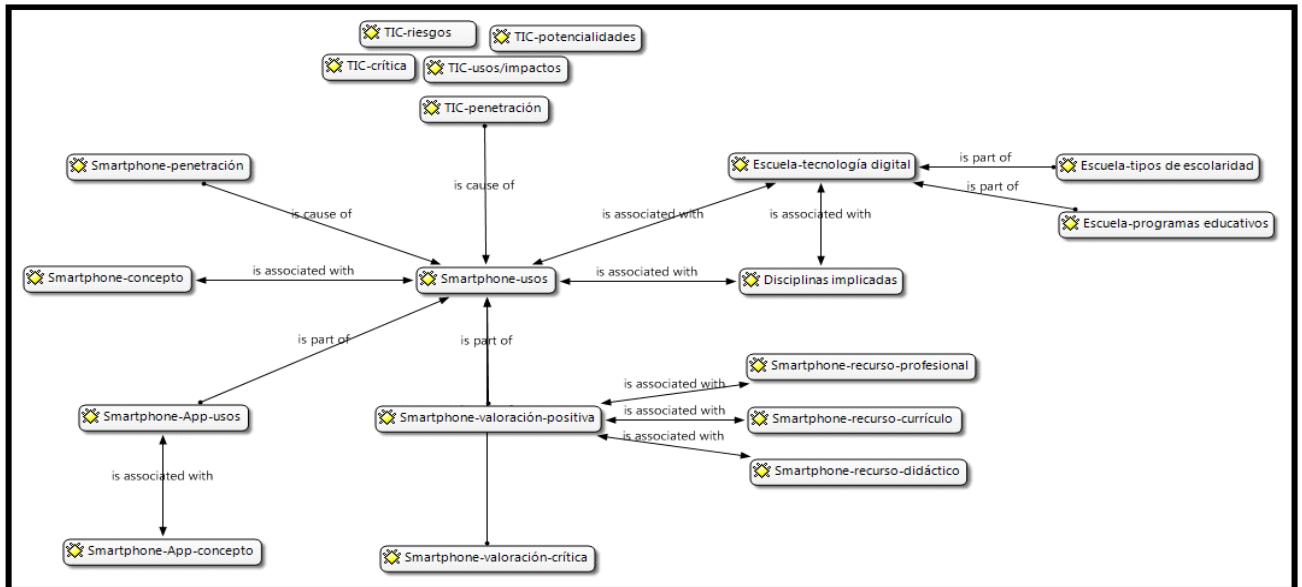 TIC-riesgos
TIC-potencialidades
TIC-crítica
TIC-usos/impactos
TIC-penetración
Smartphone-penetración
Escuela-tecnología digital
is part of
Escuela-tipos de escolaridad
is cause of
is part of
is cause of
is associated with
is associated with
Escuela-programas educativos
Smartphone-concepto
is associated with
Smartphone-usos
is associated with
Disciplinas implicadas
is part of
is part of
Smartphone-recurso-profesional
is associated with
Smartphone-App-usos
Smartphone-valoración-positiva
is associated with
Smartphone-recurso-currículo
is associated with
is associated with
Smartphone-recurso-didáctico
Smartphone-App-concepto
Smartphone-valoración-crítica